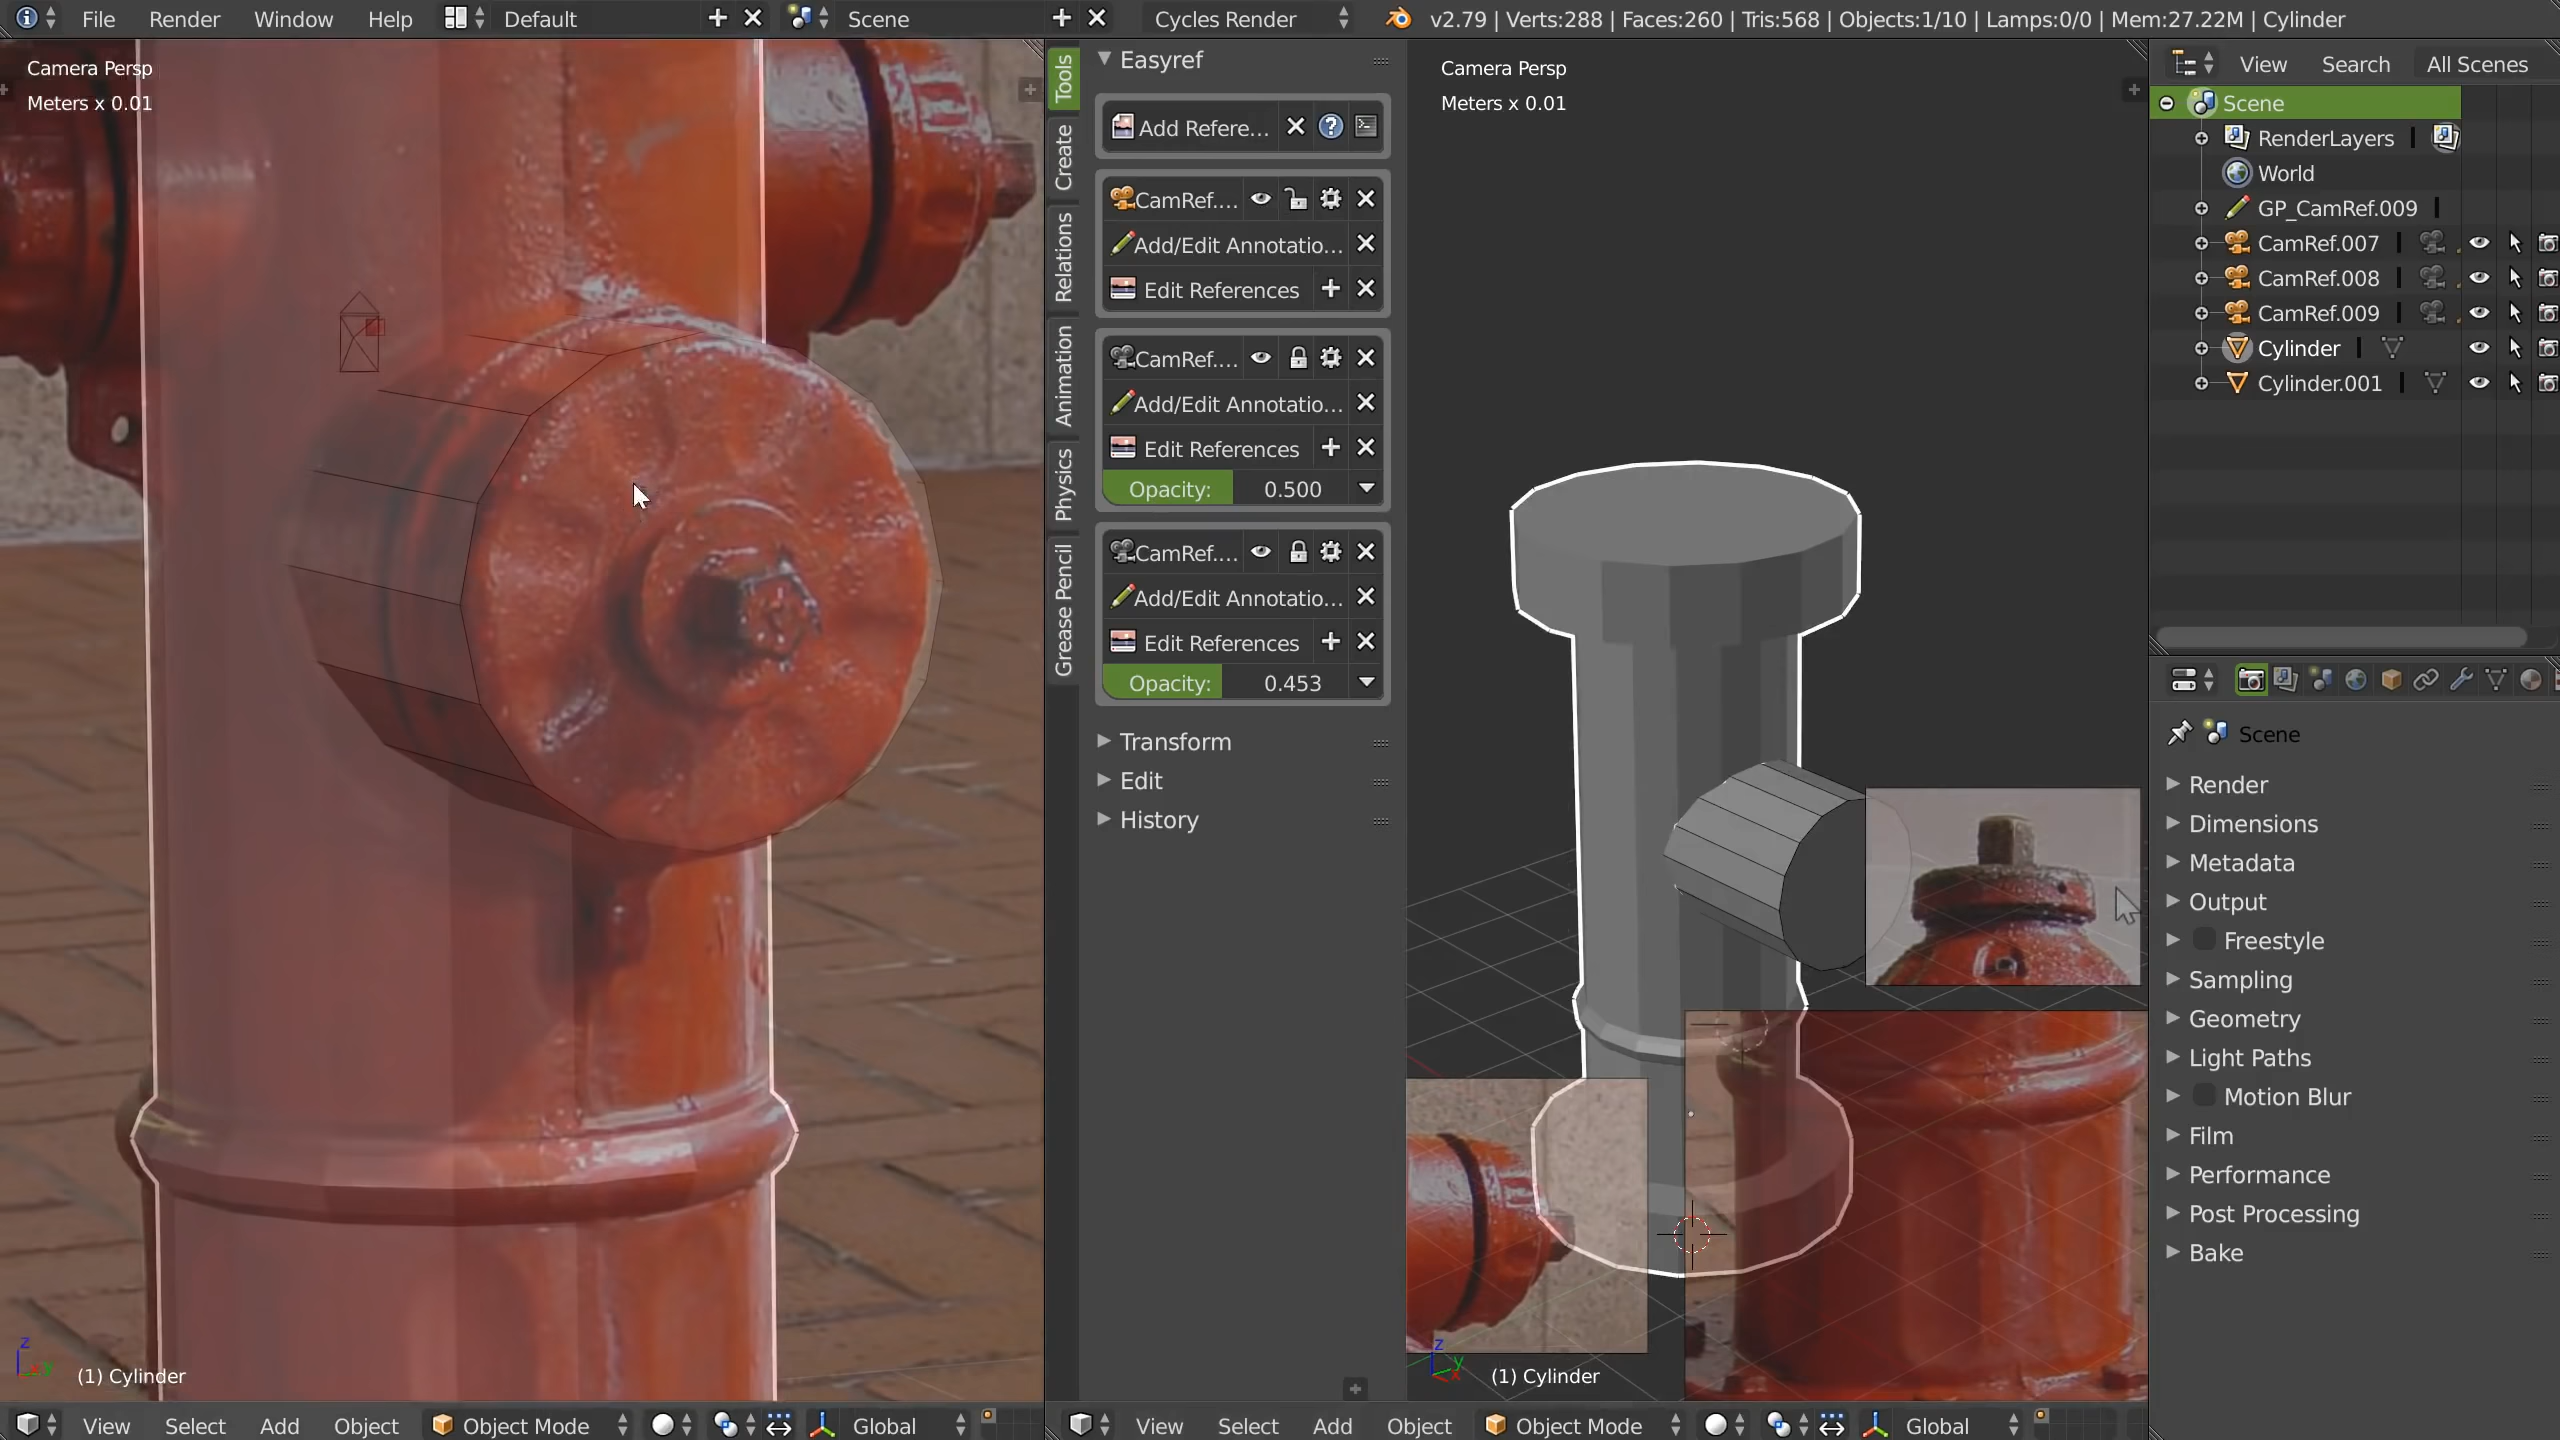 File Render Window Help Default Scene Cycles Render v2.79 | Verts:288 | Faces:260 | Tris:568 | Objects:1/10 | Lamps:0/0 | Mem:27.22M | Cylinder
Camera Persp
Meters x 0.01
(1) Cylinder
View Select Add Object Object Mode Global
Tools
Create
Relations
Animation
Physics
Grease Pencil
Easyref
Add Refere...
CamRef....
Add/Edit Annotatio...
Edit References
CamRef....
Add/Edit Annotatio...
Edit References
Opacity: 0.500
CamRef....
Add/Edit Annotatio...
Edit References
Opacity: 0.453
Transform
Edit
History
Camera Persp
Meters x 0.01
(1) Cylinder
View Select Add Object Object Mode Global
View Search All Scenes
Scene
RenderLayers
World
GP_CamRef.009
CamRef.007
CamRef.008
CamRef.009
Cylinder
Cylinder.001
Scene
Render
Dimensions
Metadata
Output
Freestyle
Sampling
Geometry
Light Paths
Motion Blur
Film
Performance
Post Processing
Bake